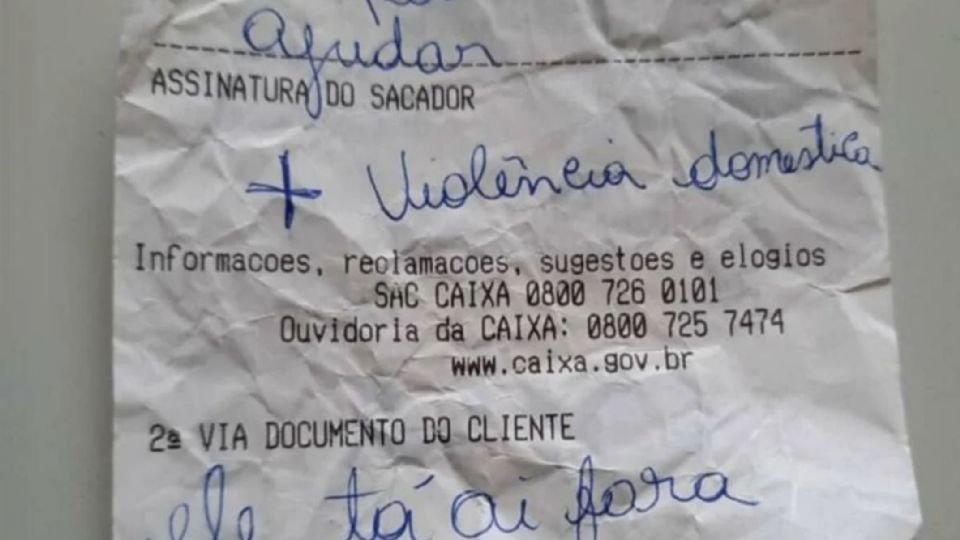 ajudar
ASSINATURA DO SACADOR
+ Violência domestica
Informacoes, reclamacoes, sugestoes e elogios
SAC CAIXA 0800 726 0101
Ouvidoria da CAIXA: 0800 725 7474
www.caixa.gov.br
2ª VIA DOCUMENTO DO CLIENTE
ele tá ai fora